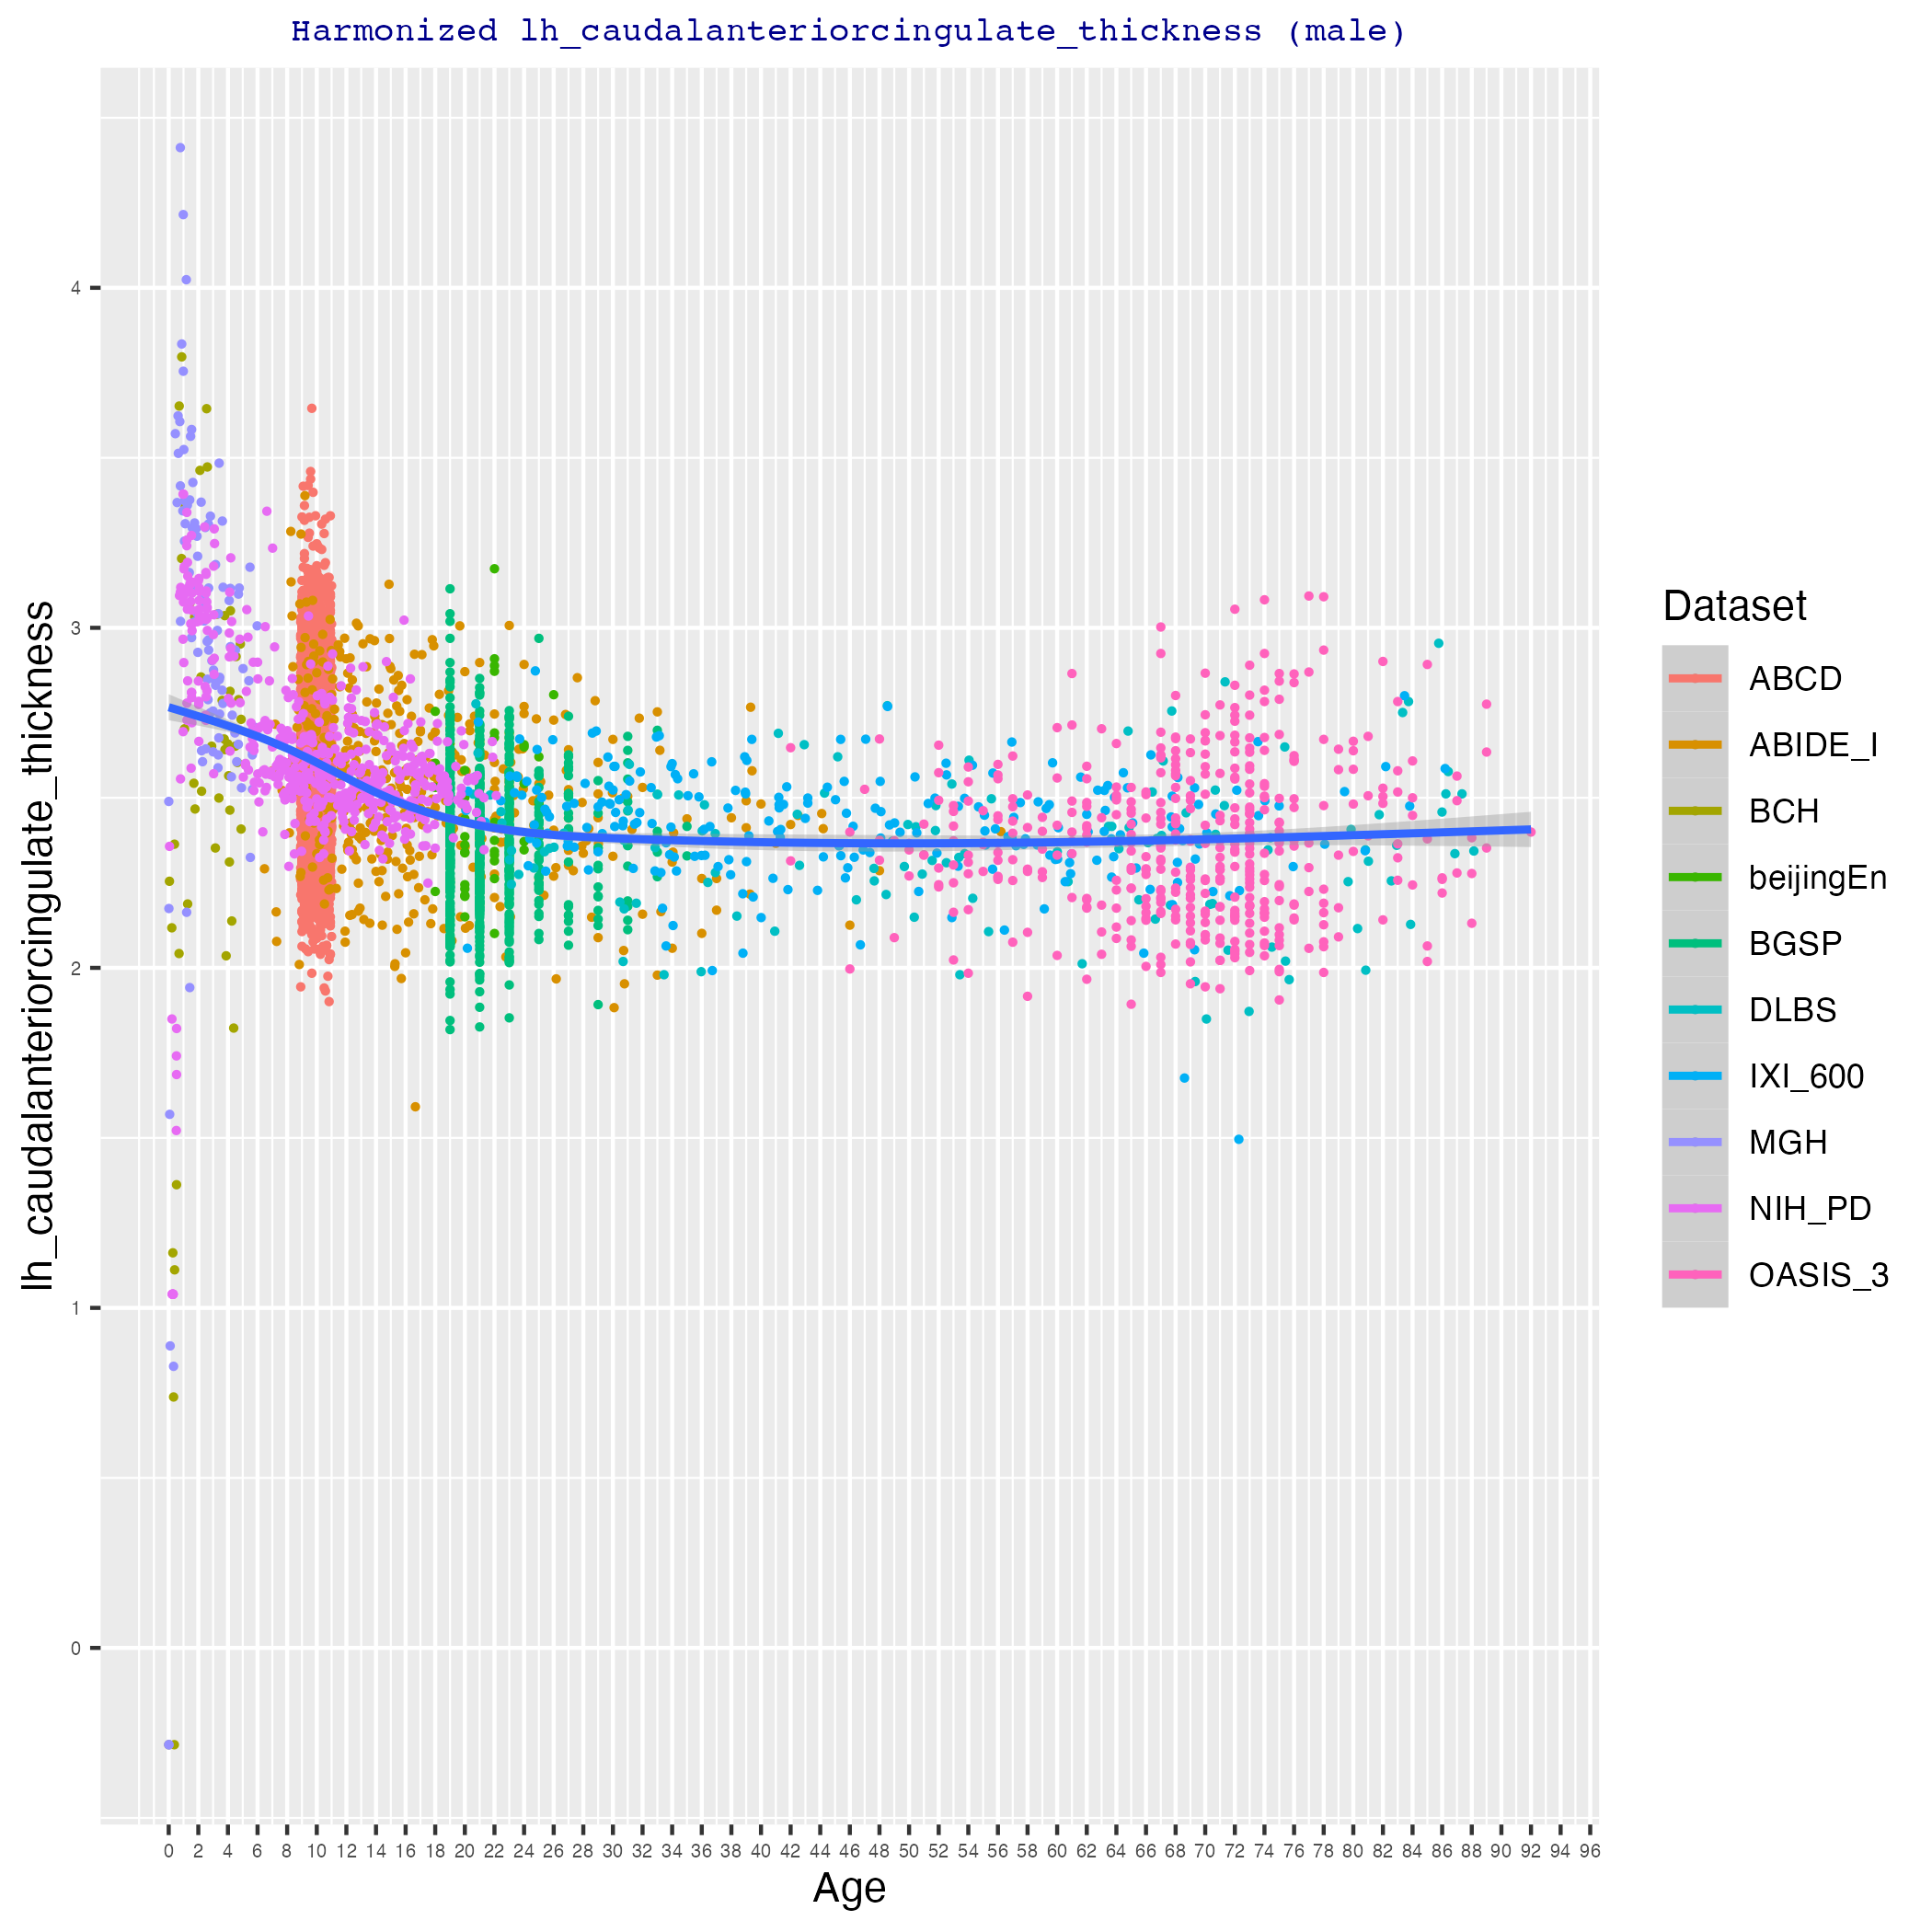 Harmonized lh_caudalanteriorcingulate_thickness (male)
lh_caudalanteriorcingulate_thickness
4
3
2
1
0
0 2 4 6 8 10 12 14 16 18 20 22 24 26 28 30 32 34 36 38 40 42 44 46 48 50 52 54 56 58 60 62 64 66 68 70 72 74 76 78 80 82 84 86 88 90 92 94 96
Age
Dataset
ABCD
ABIDE_I
BCH
beijingEn
BGSP
DLBS
IXI_600
MGH
NIH_PD
OASIS_3